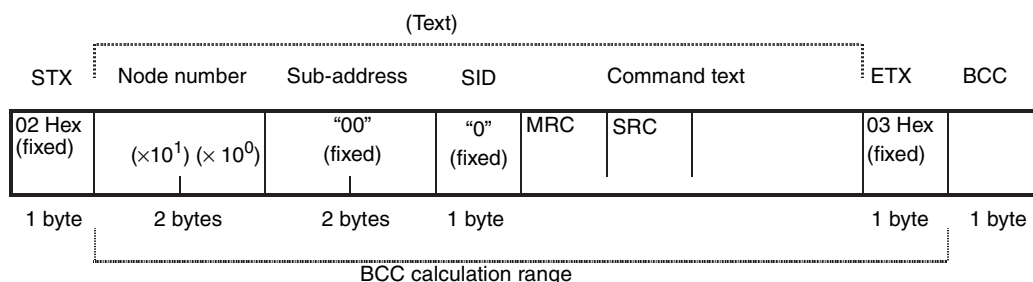 (Text)
STX Node number Sub-address SID Command text ETX BCC
02 Hex (fixed)
(×10¹) (× 10⁰)
“00” (fixed)
“0” (fixed)
MRC
SRC
03 Hex (fixed)
1 byte 2 bytes 2 bytes 1 byte 1 byte 1 byte
BCC calculation range